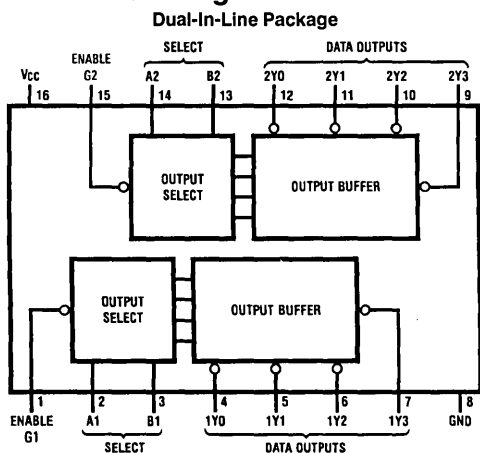 Dual-In-Line Package
SELECT
DATA OUTPUTS
ENABLE
VCC G2 A2 B2 2Y0 2Y1 2Y2 2Y3
16 15 14 13 12 11 10 9
OUTPUT
SELECT
OUTPUT BUFFER
OUTPUT
SELECT
OUTPUT BUFFER
1 2 3 4 5 6 7 8
ENABLE
G1
A1 B1 1Y0 1Y1 1Y2 1Y3 GND
SELECT
DATA OUTPUTS